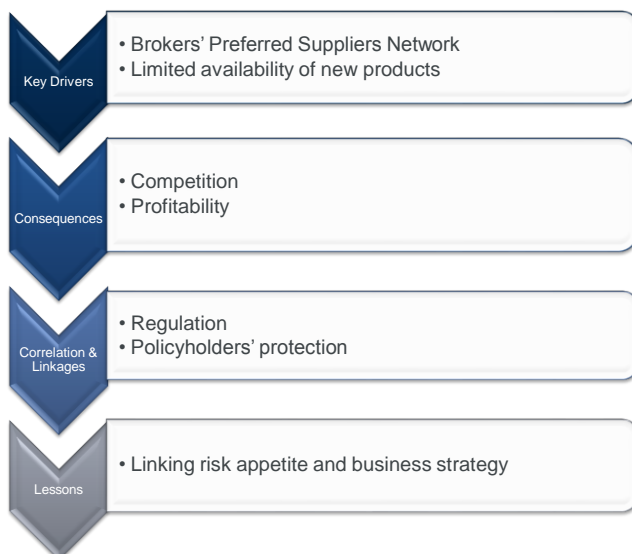 Key Drivers
• Brokers’ Preferred Suppliers Network
• Limited availability of new products
Consequences
• Competition
• Profitability
Correlation &
Linkages
• Regulation
• Policyholders’ protection
Lessons
• Linking risk appetite and business strategy